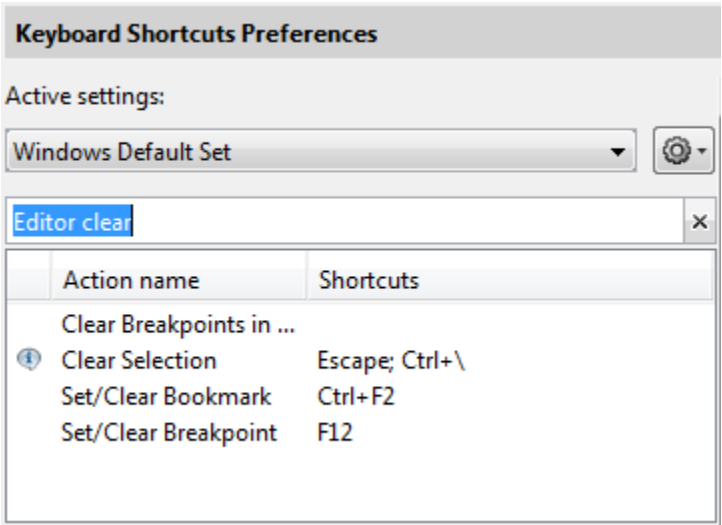 Keyboard Shortcuts Preferences
Active settings:
Windows Default Set
Editor clear
Action name Shortcuts
Clear Breakpoints in ...
Clear Selection Escape; Ctrl+\
Set/Clear Bookmark Ctrl+F2
Set/Clear Breakpoint F12